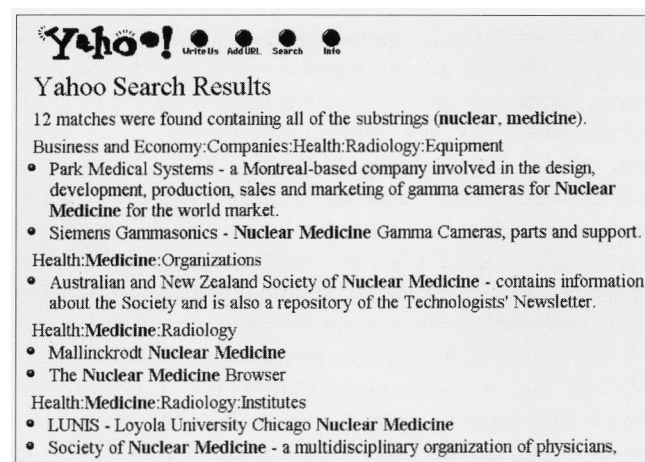 Yahoo!
Write Us Add URL Search Info
Yahoo Search Results
12 matches were found containing all of the substrings (nuclear, medicine).
Business and Economy:Companies:Health:Radiology:Equipment
Park Medical Systems - a Montreal-based company involved in the design,
development, production, sales and marketing of gamma cameras for Nuclear
Medicine for the world market.
Siemens Gammasonics - Nuclear Medicine Gamma Cameras, parts and support.
Health:Medicine:Organizations
Australian and New Zealand Society of Nuclear Medicine - contains information
about the Society and is also a repository of the Technologists' Newsletter.
Health:Medicine:Radiology
Mallinckrodt Nuclear Medicine
The Nuclear Medicine Browser
Health:Medicine:Radiology:Institutes
LUNIS - Loyola University Chicago Nuclear Medicine
Society of Nuclear Medicine - a multidisciplinary organization of physicians,